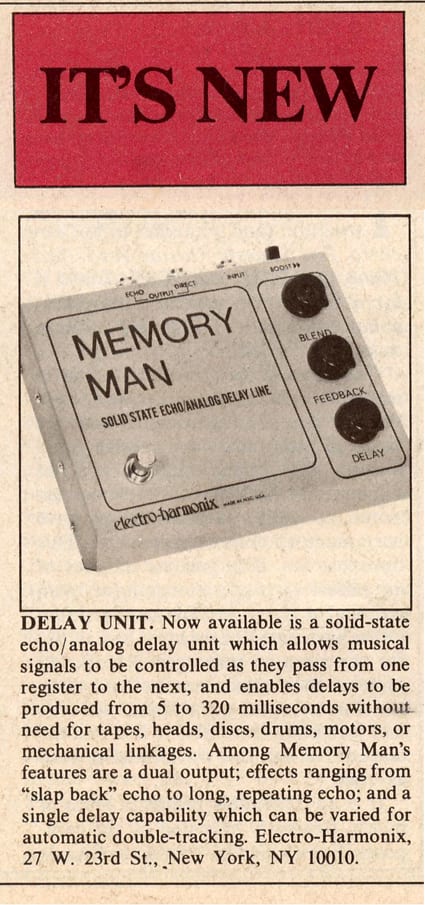 IT'S NEW
ECHO DIRECT INPUT BOOST
OUTPUT
MEMORY
MAN
SOLID STATE ECHO/ANALOG DELAY LINE
BLEND
FEEDBACK
DELAY
electro-harmonix MADE IN NYC, USA
DELAY UNIT. Now available is a solid-state
echo/analog delay unit which allows musical
signals to be controlled as they pass from one
register to the next, and enables delays to be
produced from 5 to 320 milliseconds without
need for tapes, heads, discs, drums, motors, or
mechanical linkages. Among Memory Man's
features are a dual output; effects ranging from
“slap back” echo to long, repeating echo; and a
single delay capability which can be varied for
automatic double-tracking. Electro-Harmonix,
27 W. 23rd St., New York, NY 10010.